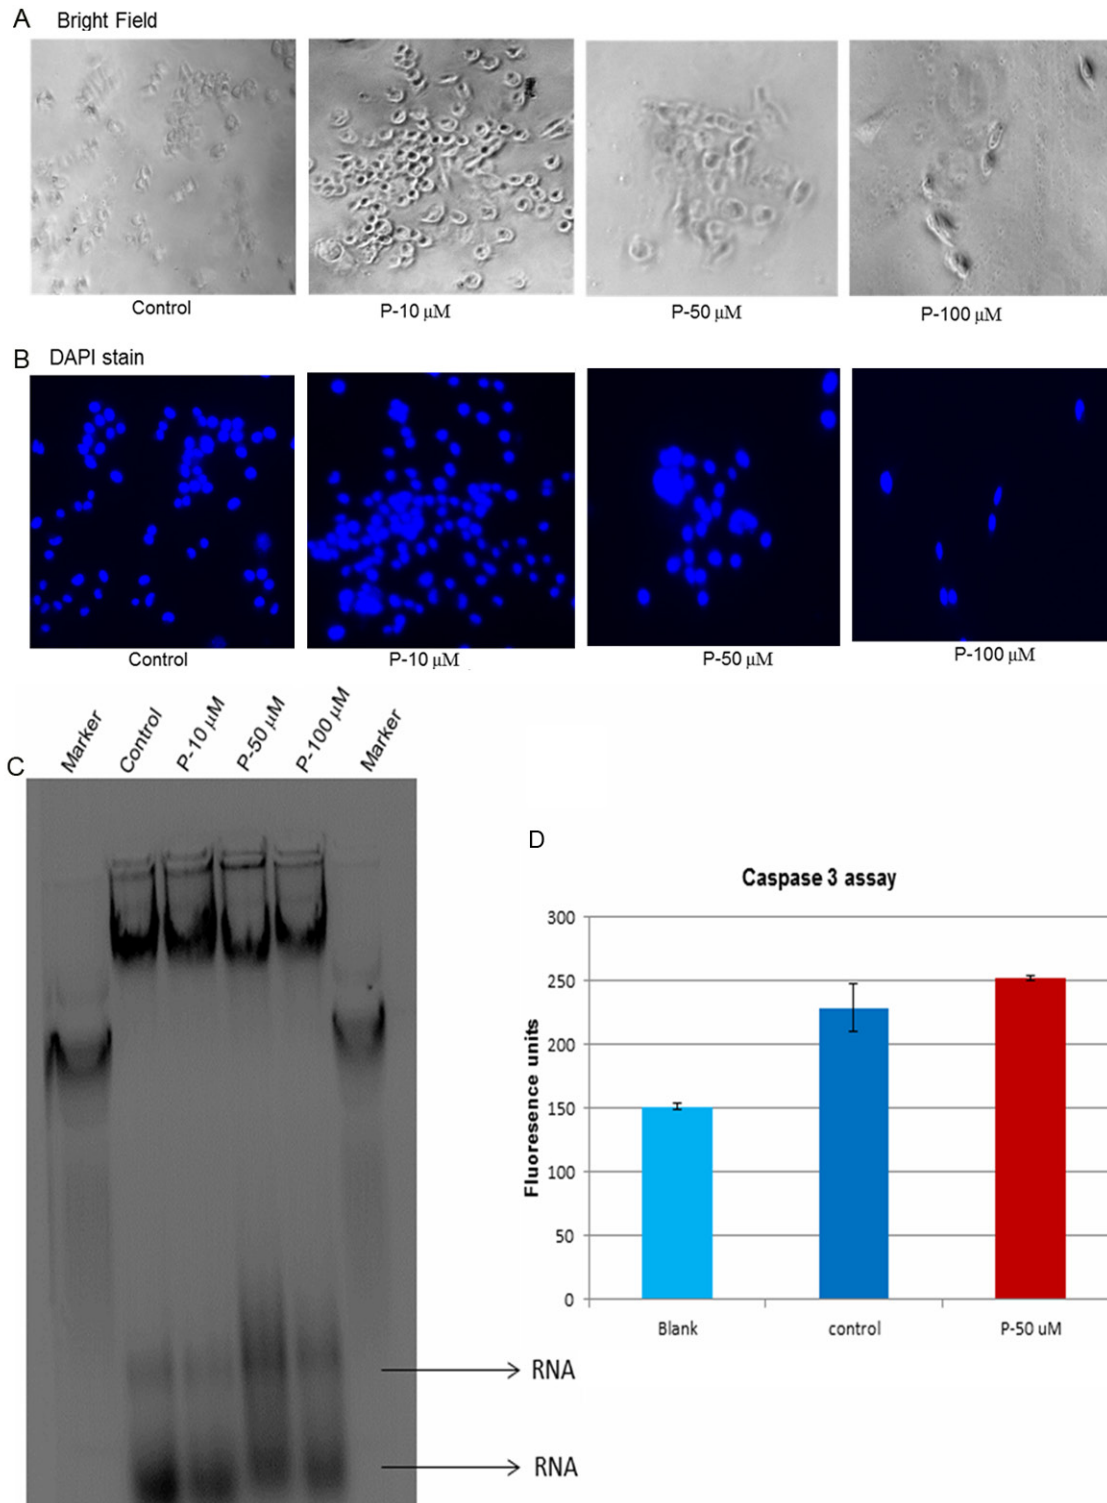 A Bright Field
Control
P-10 μM
P-50 μM
P-100 μM
B DAPI stain
Control
P-10 μM
P-50 μM
P-100 μM
C
Marker
Control
P-10 μM
P-50 μM
P-100 μM
Marker
RNA
RNA
D
Caspase 3 assay
Fluoresence units
300
250
200
150
100
50
0
Blank
control
P-50 uM